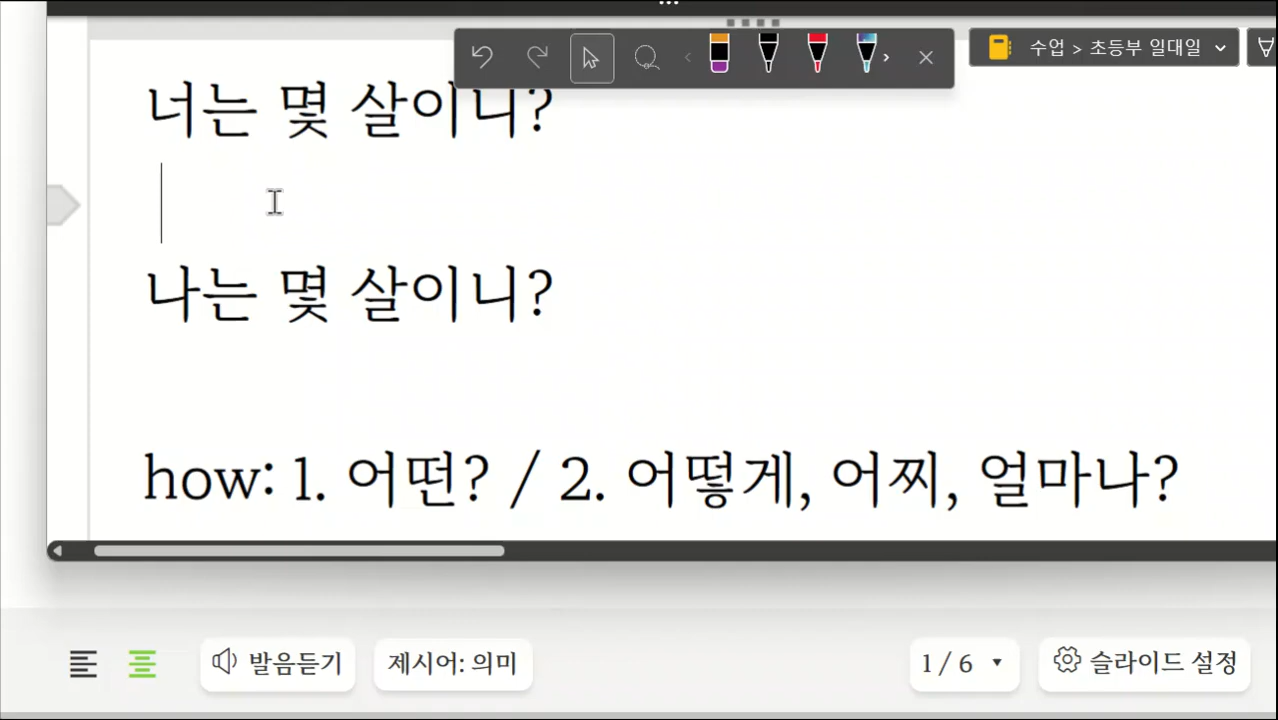 수업 > 초등부 일대일
너는 몇 살이니?
나는 몇 살이니?
how: 1. 어떤? / 2. 어떻게, 어찌, 얼마나?
발음듣기
제시어: 의미
1 / 6
슬라이드 설정